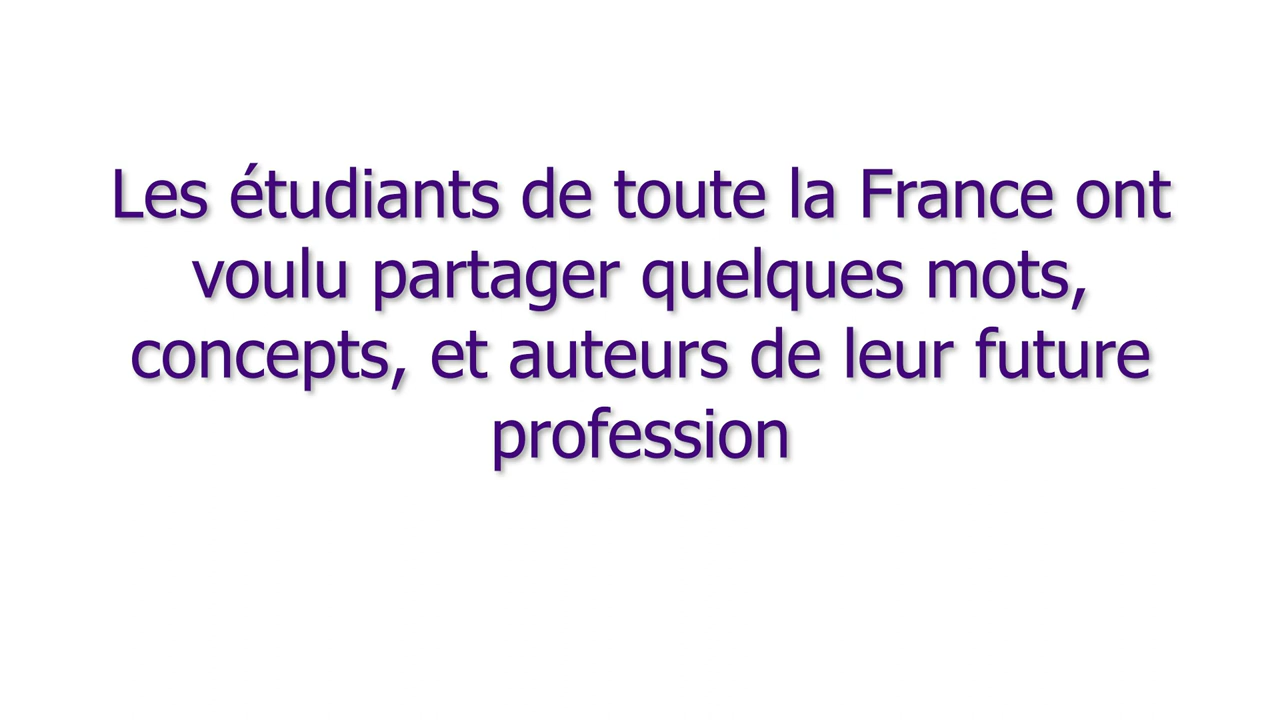 Les étudiants de toute la France ont
voulu partager quelques mots,
concepts, et auteurs de leur future
profession